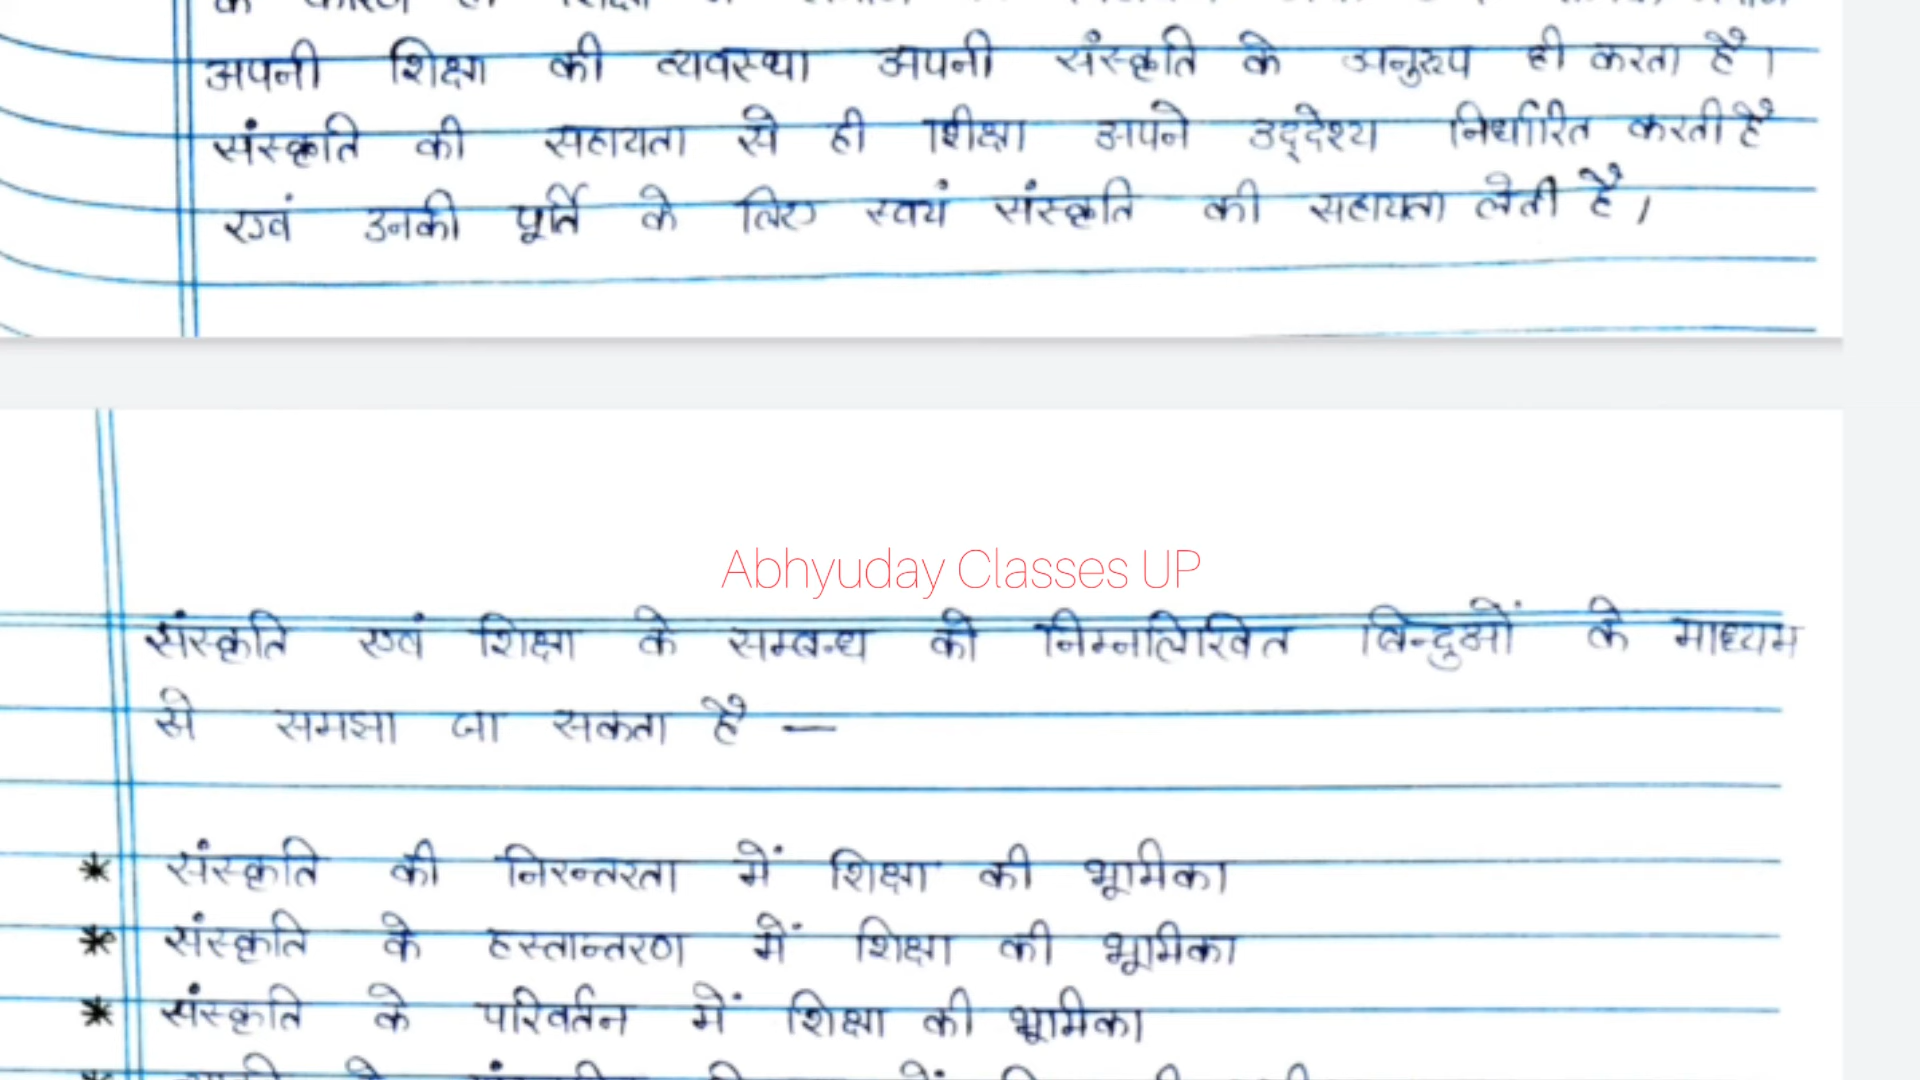 अपनी शिक्षा की व्यवस्था अपनी संस्कृति के अनुरुप ही करता है।
संस्कृति की सहायता से ही शिक्षा अपने उद्देश्य निर्धारित करती है
एवं उनकी पूर्ति के लिए स्वयं संस्कृति की सहायता लेती है।
Abhyuday Classes UP
संस्कृति एवं शिक्षा के सम्बन्ध को निम्नलिखित बिन्दुओं के माध्यम
से समझा जा सकता है —
* संस्कृति की निरन्तरता में शिक्षा की भूमिका
* संस्कृति के हस्तान्तरण में शिक्षा की भूमिका
* संस्कृति के परिवर्तन में शिक्षा की भूमिका